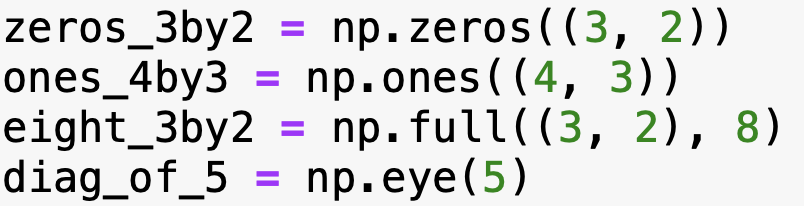 zeros_3by2 = np.zeros((3, 2))
ones_4by3 = np.ones((4, 3))
eight_3by2 = np.full((3, 2), 8)
diag_of_5 = np.eye(5)